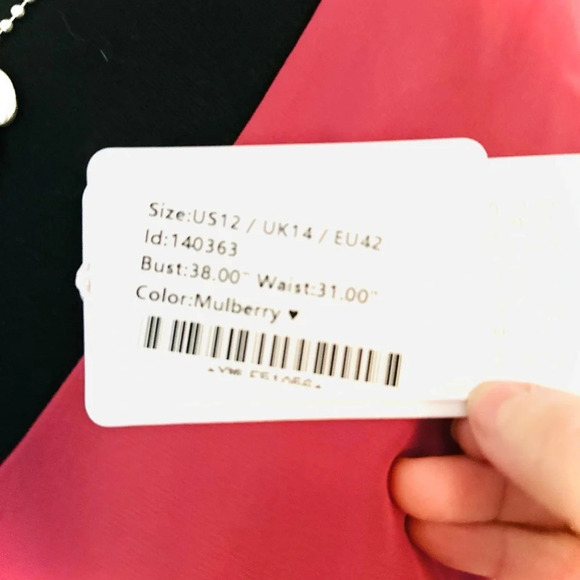 Size:US12 / UK14 / EU42
Id:140363
Bust:38.00" Waist:31.00"
Color:Mulberry ♥